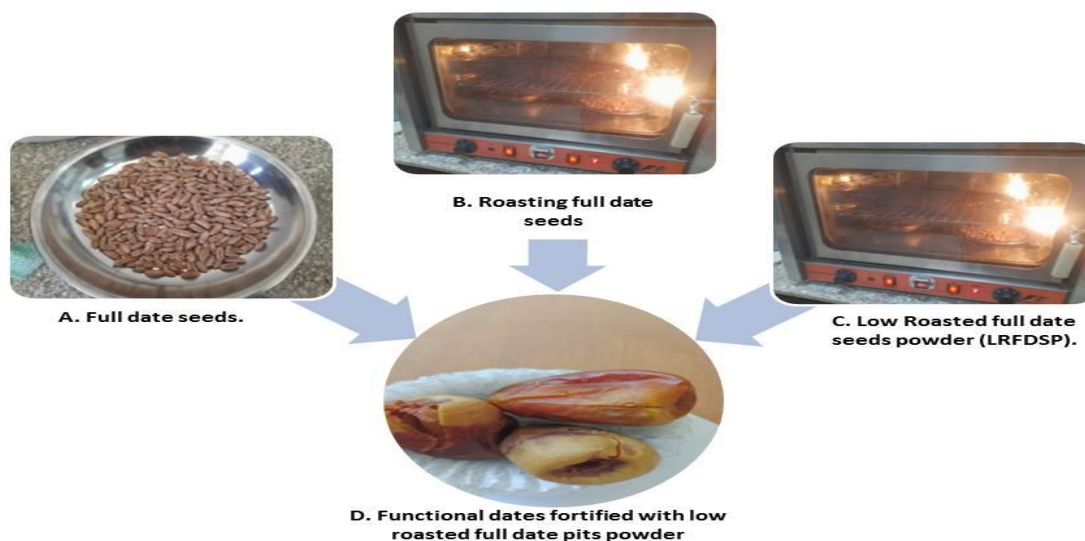 B. Roasting full date
seeds
A. Full date seeds.
C. Low Roasted full date
seeds powder (LRFDSP).
D. Functional dates fortified with low
roasted full date pits powder